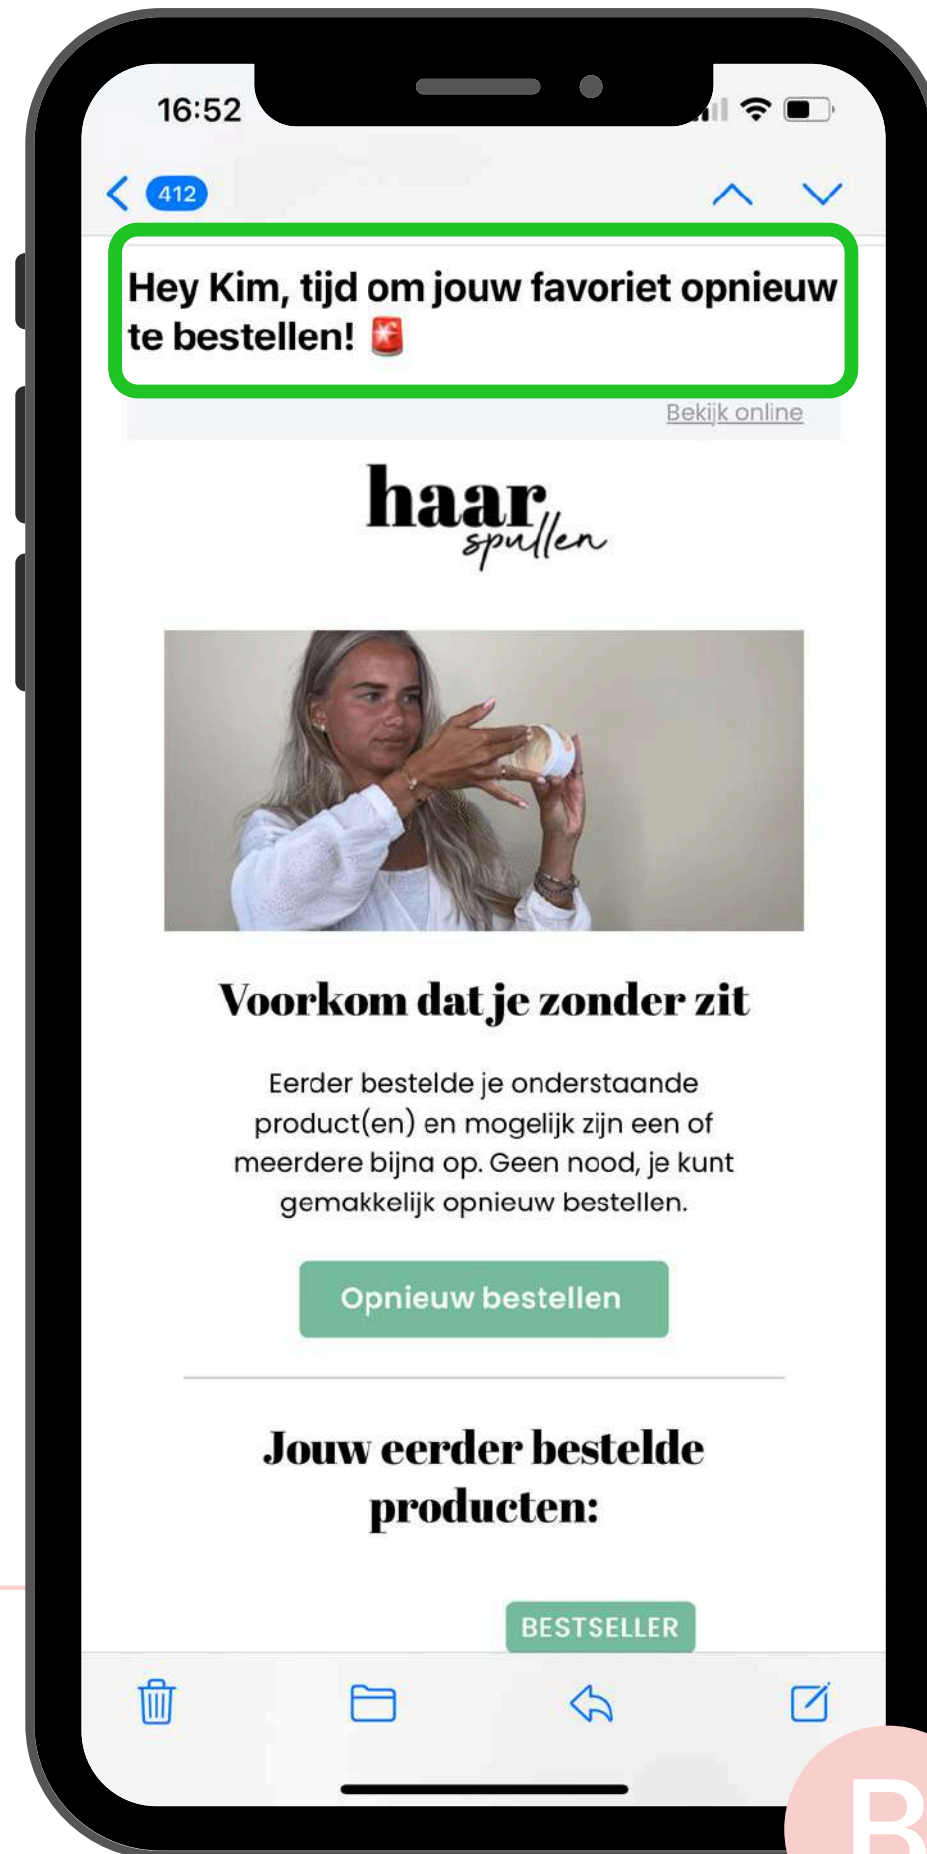 16:52
412
Hey Kim, tijd om jouw favoriet opnieuw
te bestellen! 🚨
Bekijk online
haar
spullen
Voorkom dat je zonder zit
Eerder bestelde je onderstaande
product(en) en mogelijk zijn een of
meerdere bijna op. Geen nood, je kunt
gemakkelijk opnieuw bestellen.
Opnieuw bestellen
Jouw eerder bestelde
producten:
BESTSELLER
B